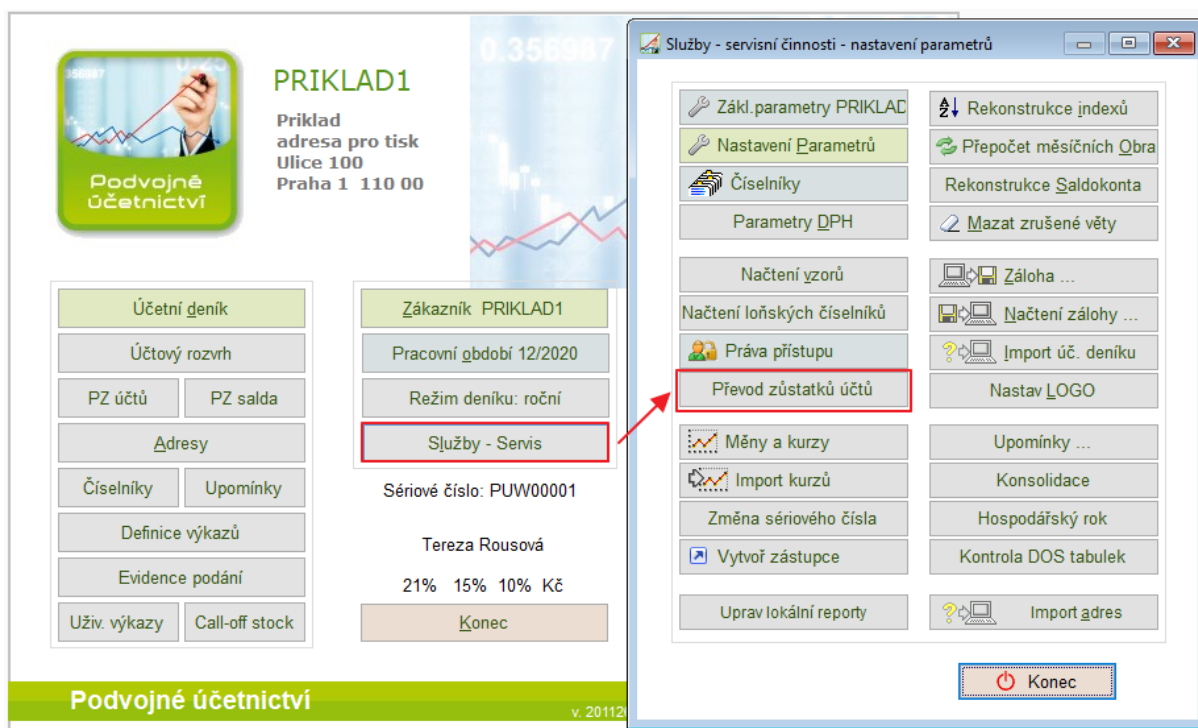 0.356987
356987
0.25
Podvojné
účetnictví
PRIKLAD1
Priklad
adresa pro tisk
Ulice 100
Praha 1 110 00
Účetní deník
Účtový rozvrh
PZ účtů
PZ salda
Adresy
Číselníky
Upomínky
Definice výkazů
Evidence podání
Uživ. výkazy
Call-off stock
Zákazník PRIKLAD1
Pracovní období 12/2020
Režim deníku: roční
Služby - Servis
Sériové číslo: PUW00001
Tereza Rousová
21% 15% 10% Kč
Konec
Podvojné účetnictví
Služby - servisní činnosti - nastavení parametrů
Zákl.parametry PRIKLAD
Nastavení Parametrů
Číselníky
Parametry DPH
Načtení vzorů
Načtení loňských číselníků
Práva přístupu
Převod zůstatků účtů
Měny a kurzy
Import kurzů
Změna sériového čísla
Vytvoř zástupce
Uprav lokální reporty
Rekonstrukce indexů
Přepočet měsíčních Obra
Rekonstrukce Saldokonta
Mazat zrušené věty
Záloha ...
Načtení zálohy ...
Import úč. deníku
Nastav LOGO
Upomínky ...
Konsolidace
Hospodářský rok
Kontrola DOS tabulek
Import adres
Konec